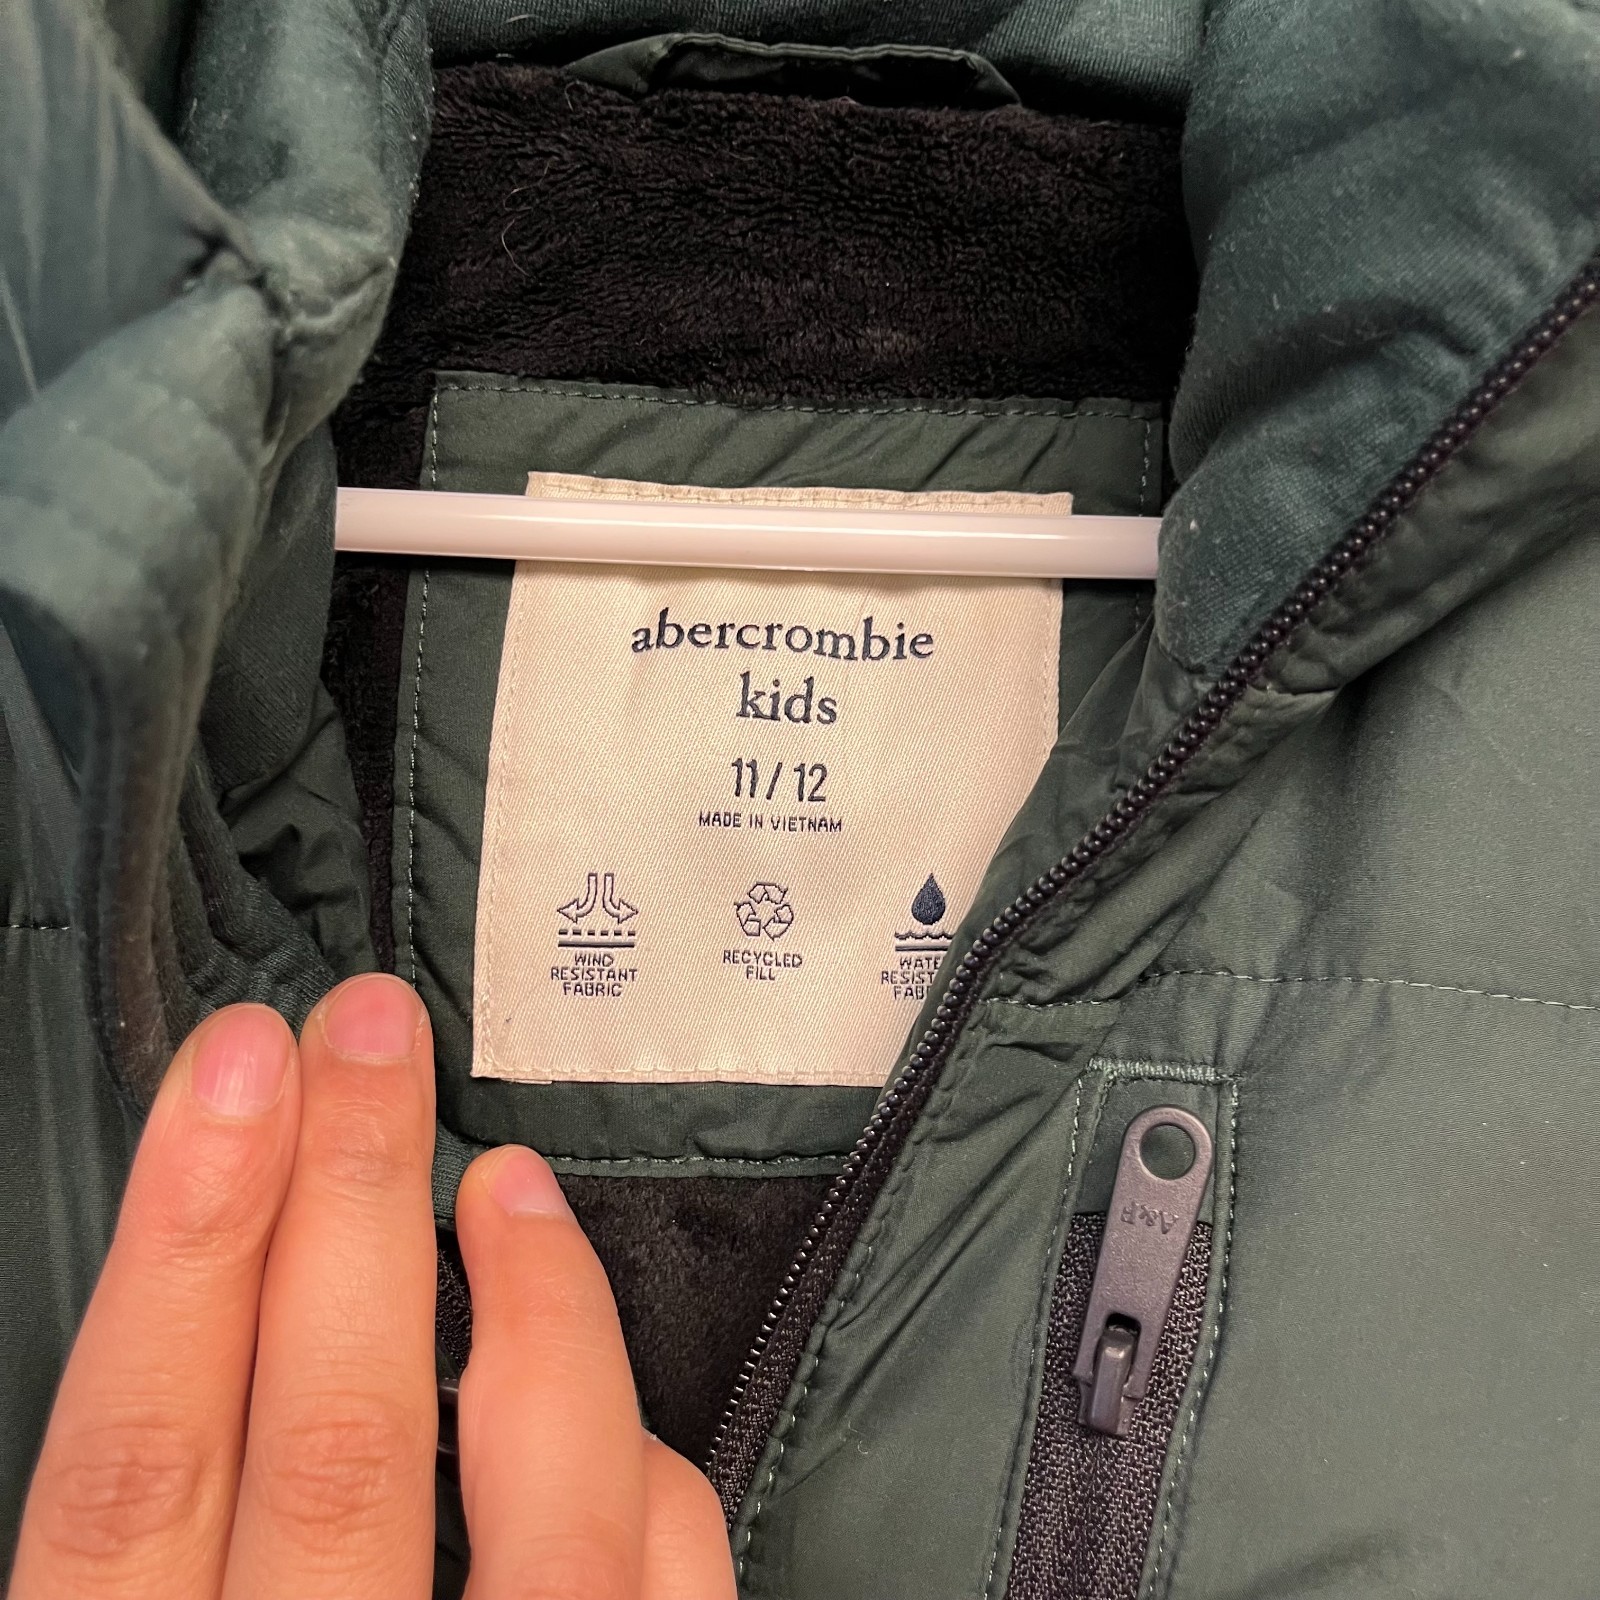 abercrombie
kids
11/12
MADE IN VIETNAM
WIND
RESISTANT
FABRIC
RECYCLED
FILL
A&F